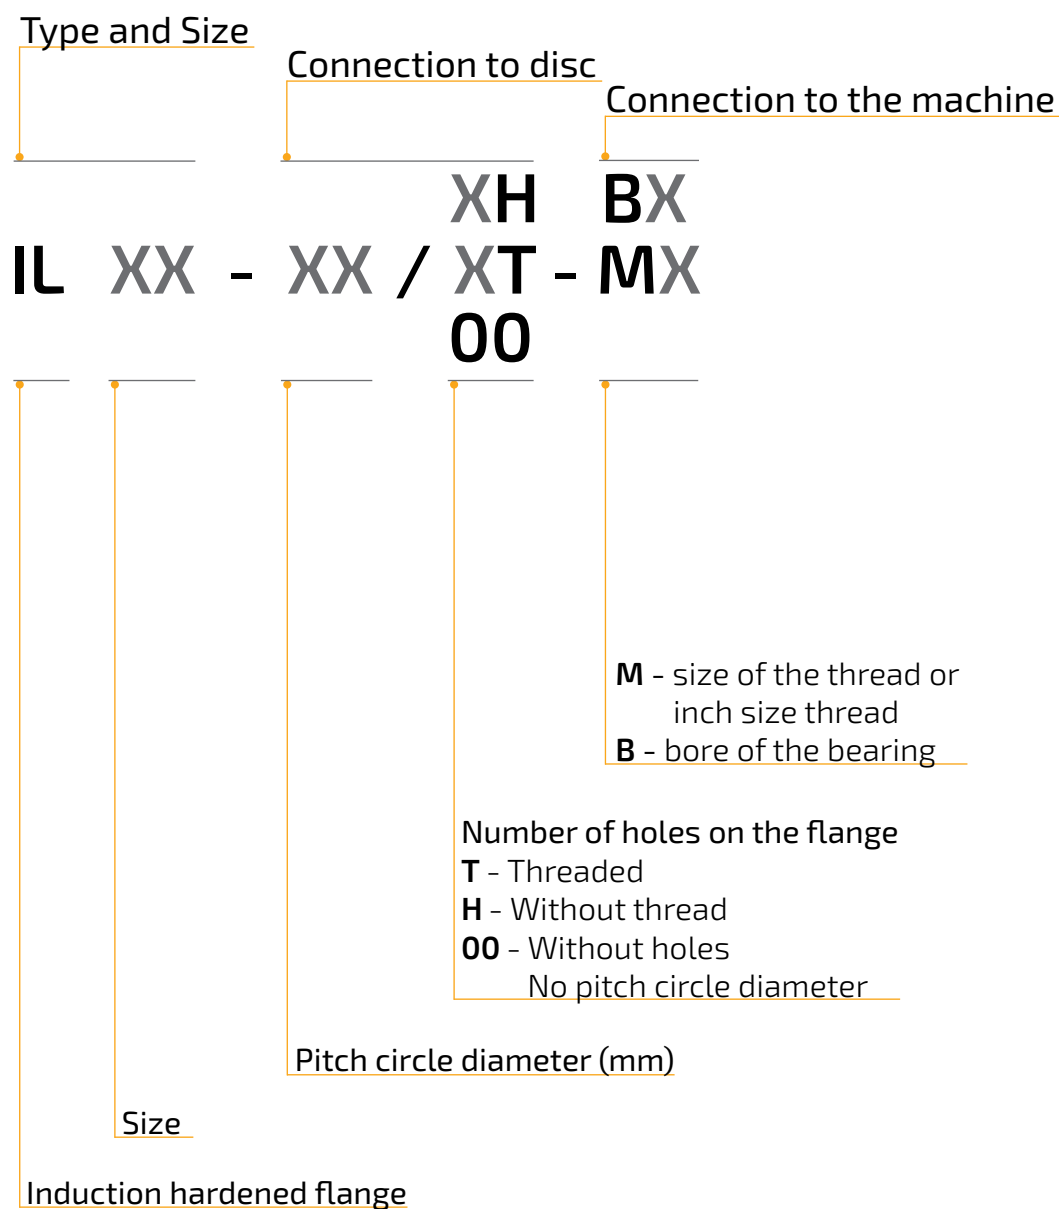 Type and Size
Connection to disc
Connection to the machine
XH BX
IL XX - XX / XT - MX
00
M - size of the thread or
inch size thread
B - bore of the bearing
Number of holes on the flange
T - Threaded
H - Without thread
00 - Without holes
No pitch circle diameter
Pitch circle diameter (mm)
Size
Induction hardened flange